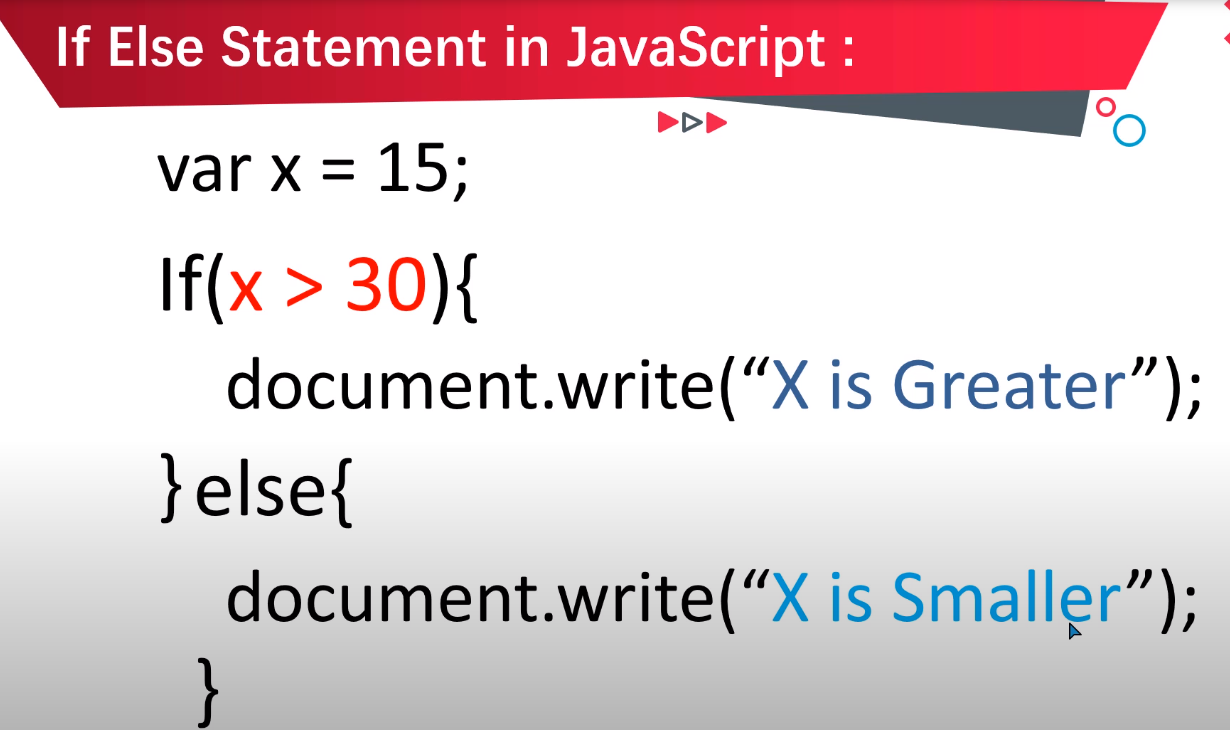 If Else Statement in JavaScript :
var x = 15;
If(x > 30){
document.write(“X is Greater”);
}else{
document.write(“X is Smaller”);
}